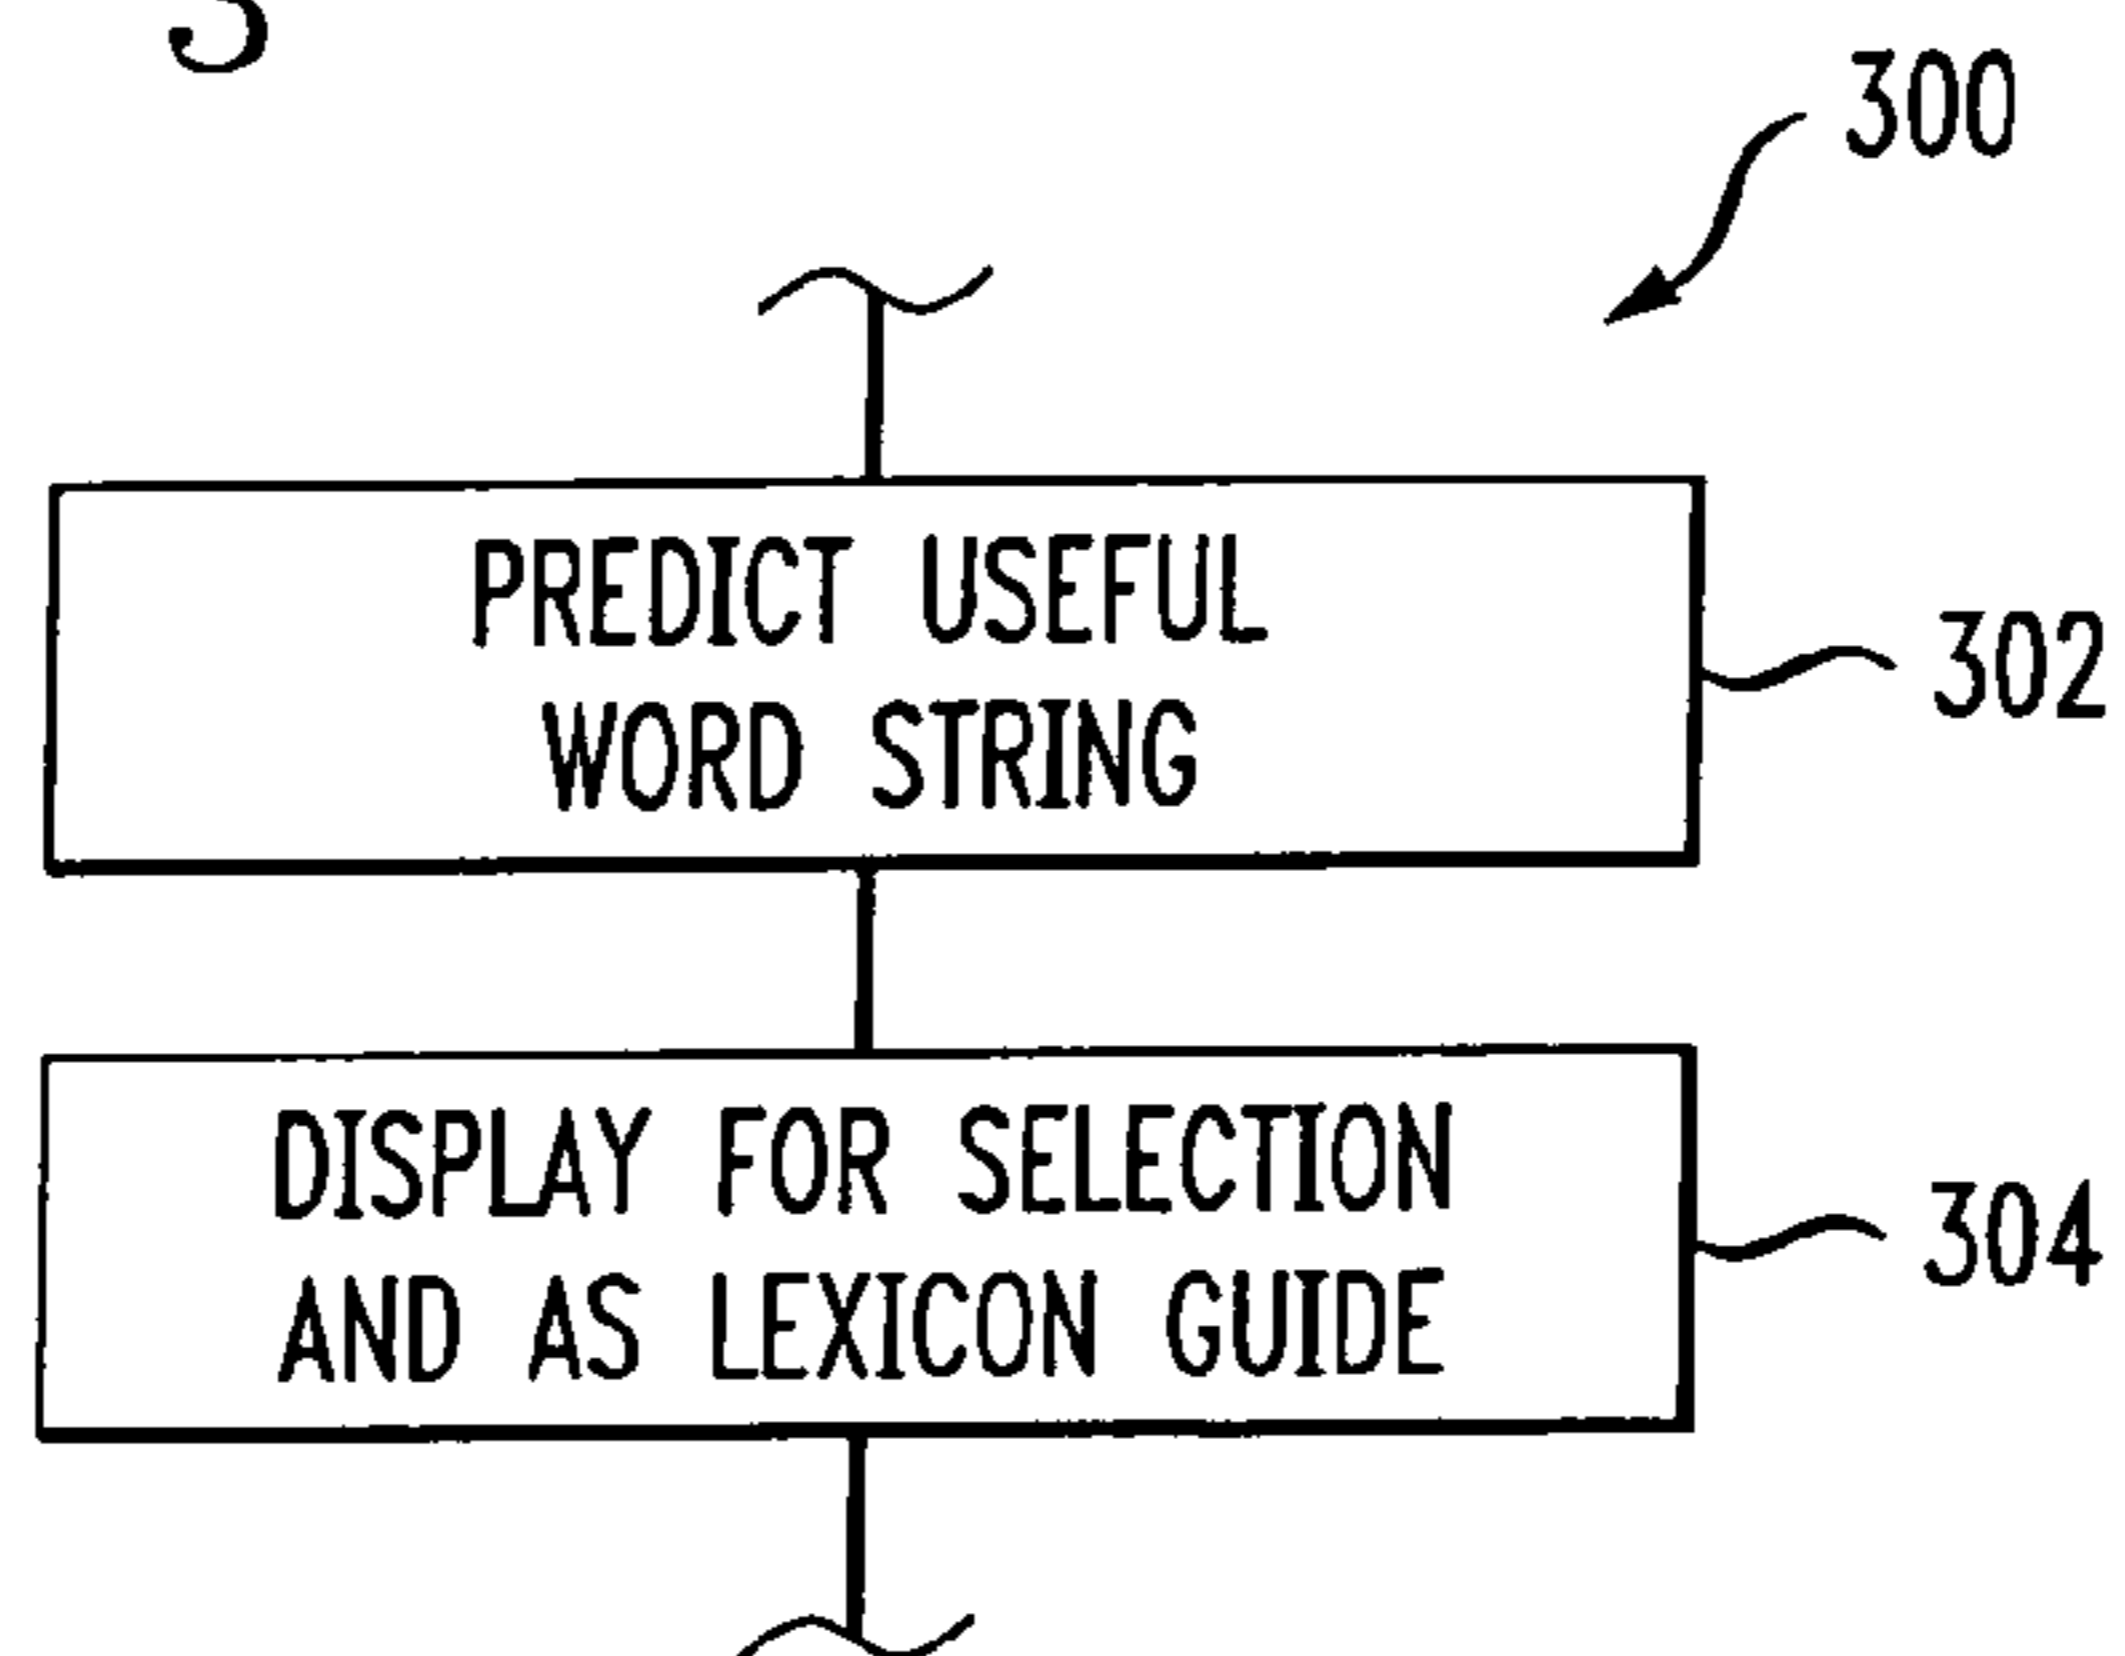 3
300
PREDICT USEFUL
WORD STRING
302
DISPLAY FOR SELECTION
AND AS LEXICON GUIDE
304